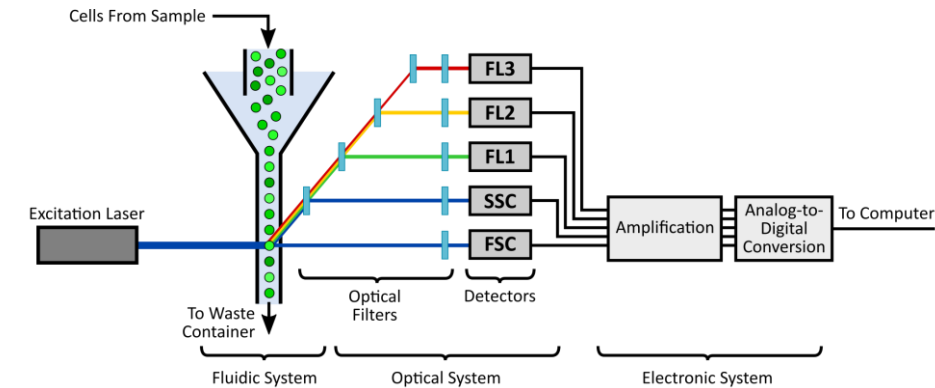 Cells From Sample
FL3
FL2
FL1
Excitation Laser
SSC
Amplification
Analog-to-
Digital
Conversion
To Computer
FSC
To Waste
Container
Optical
Filters
Detectors
Fluidic System
Optical System
Electronic System